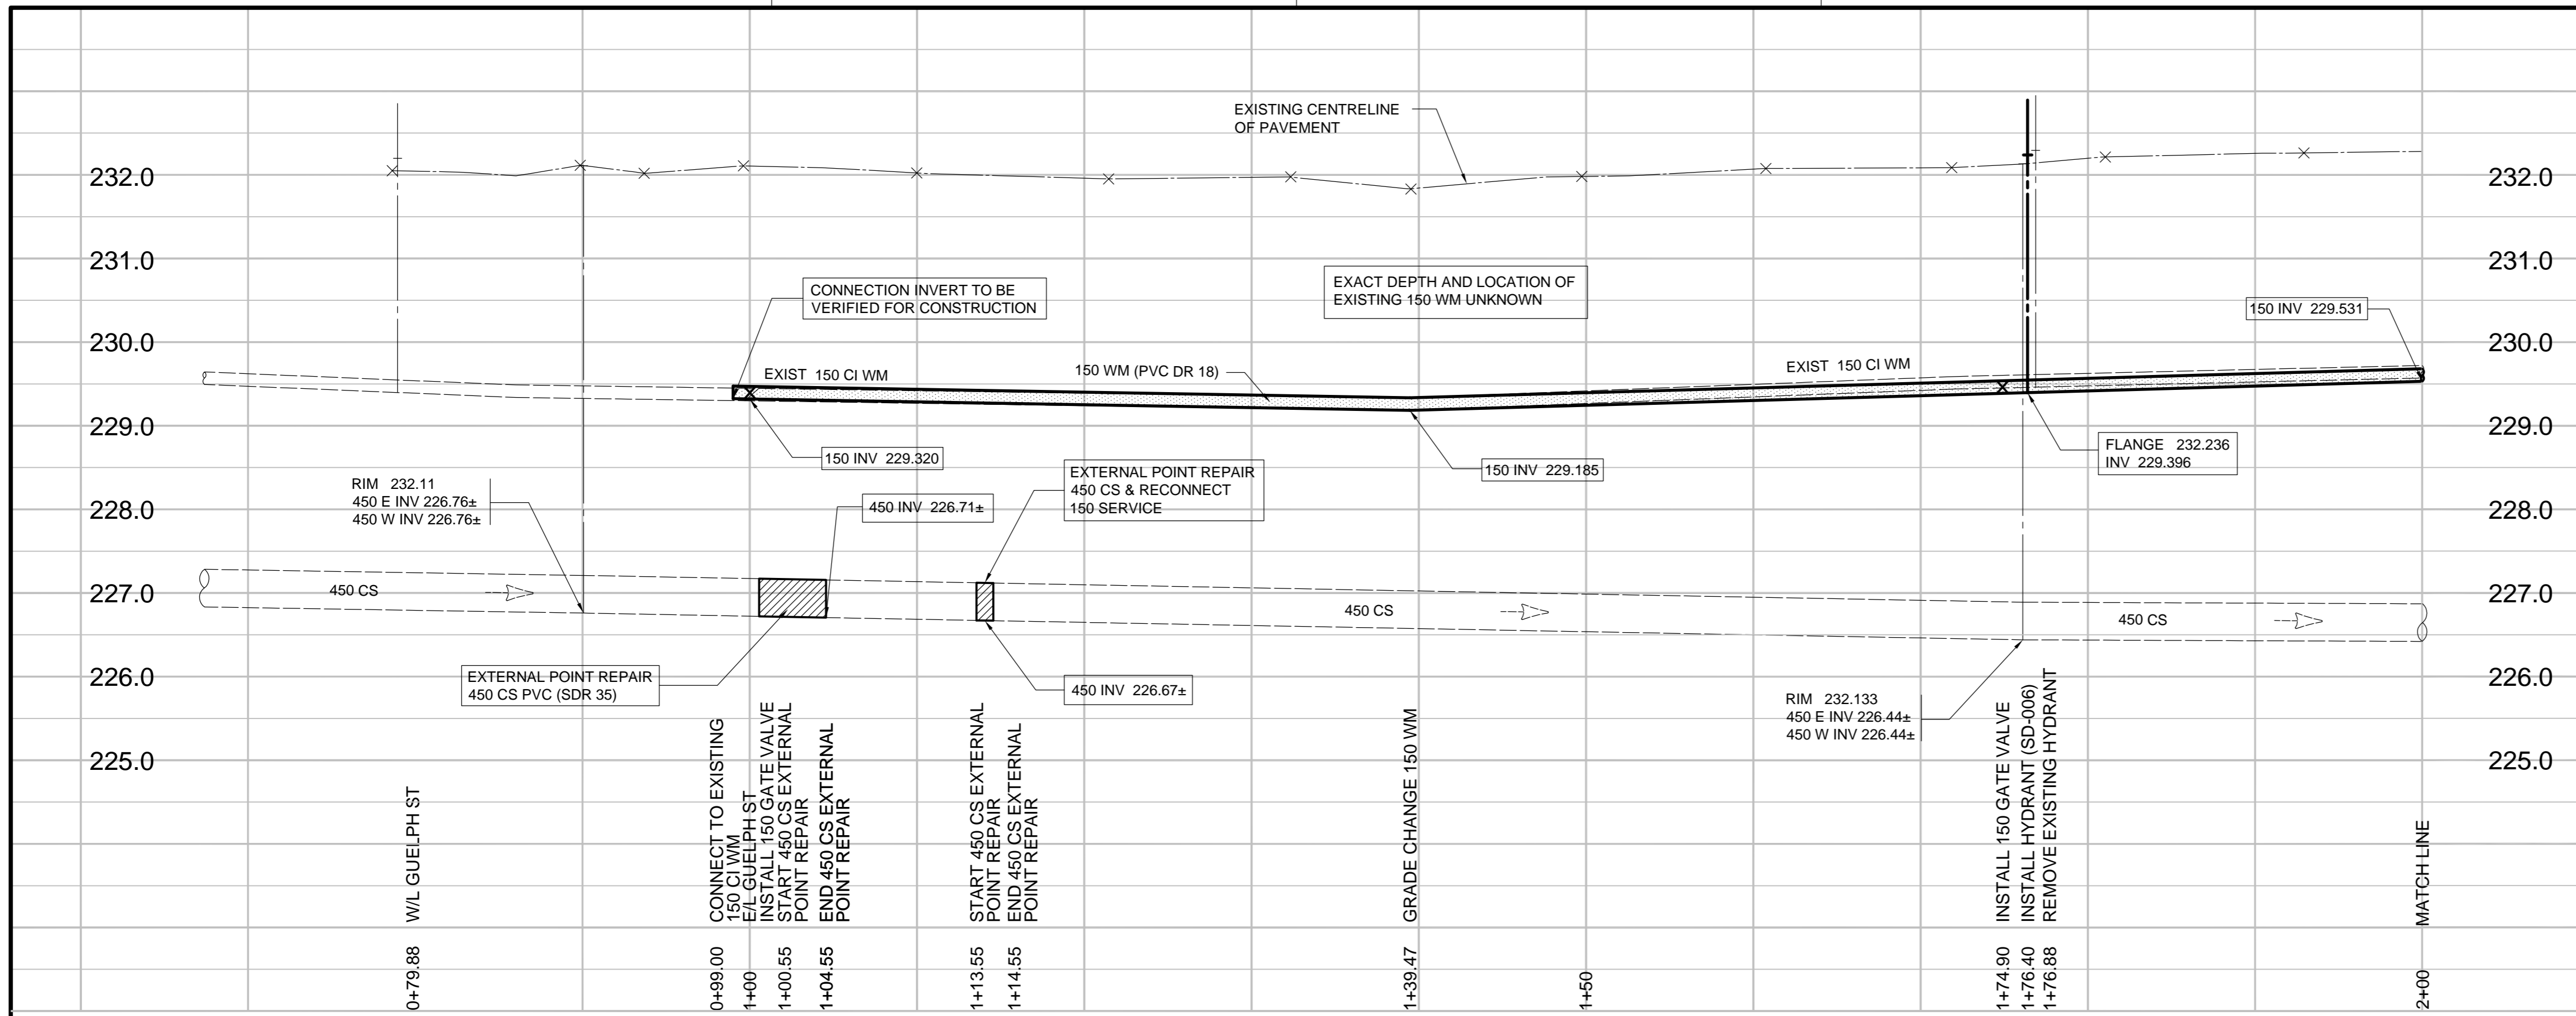 EXISTING CENTRELINE
OF PAVEMENT
232.0
232.0
231.0
231.0
CONNECTION INVERT TO BE
VERIFIED FOR CONSTRUCTION
EXACT DEPTH AND LOCATION OF
EXISTING 150 WM UNKNOWN
150 INV 229.531
230.0
230.0
EXIST 150 CI WM
150 WM (PVC DR 18)
EXIST 150 CI WM
229.0
229.0
150 INV 229.320
150 INV 229.185
FLANGE 232.236
INV 229.396
RIM 232.11
450 E INV 226.76±
450 W INV 226.76±
450 INV 226.71±
EXTERNAL POINT REPAIR
450 CS & RECONNECT
150 SERVICE
228.0
228.0
227.0
227.0
450 CS
450 CS
450 CS
226.0
226.0
EXTERNAL POINT REPAIR
450 CS PVC (SDR 35)
450 INV 226.67±
RIM 232.133
450 E INV 226.44±
450 W INV 226.44±
225.0
225.0
0+79.88 W/L GUELPH ST
0+99.00 CONNECT TO EXISTING
150 CI WM
1+00 E/L GUELPH ST
INSTALL 150 GATE VALVE
1+00.55 START 450 CS EXTERNAL
POINT REPAIR
1+04.55 END 450 CS EXTERNAL
POINT REPAIR
1+13.55 START 450 CS EXTERNAL
POINT REPAIR
1+14.55 END 450 CS EXTERNAL
POINT REPAIR
1+39.47 GRADE CHANGE 150 WM
1+50
1+74.90 INSTALL 150 GATE VALVE
1+76.40 INSTALL HYDRANT (SD-006)
1+76.88 REMOVE EXISTING HYDRANT
2+00 MATCH LINE